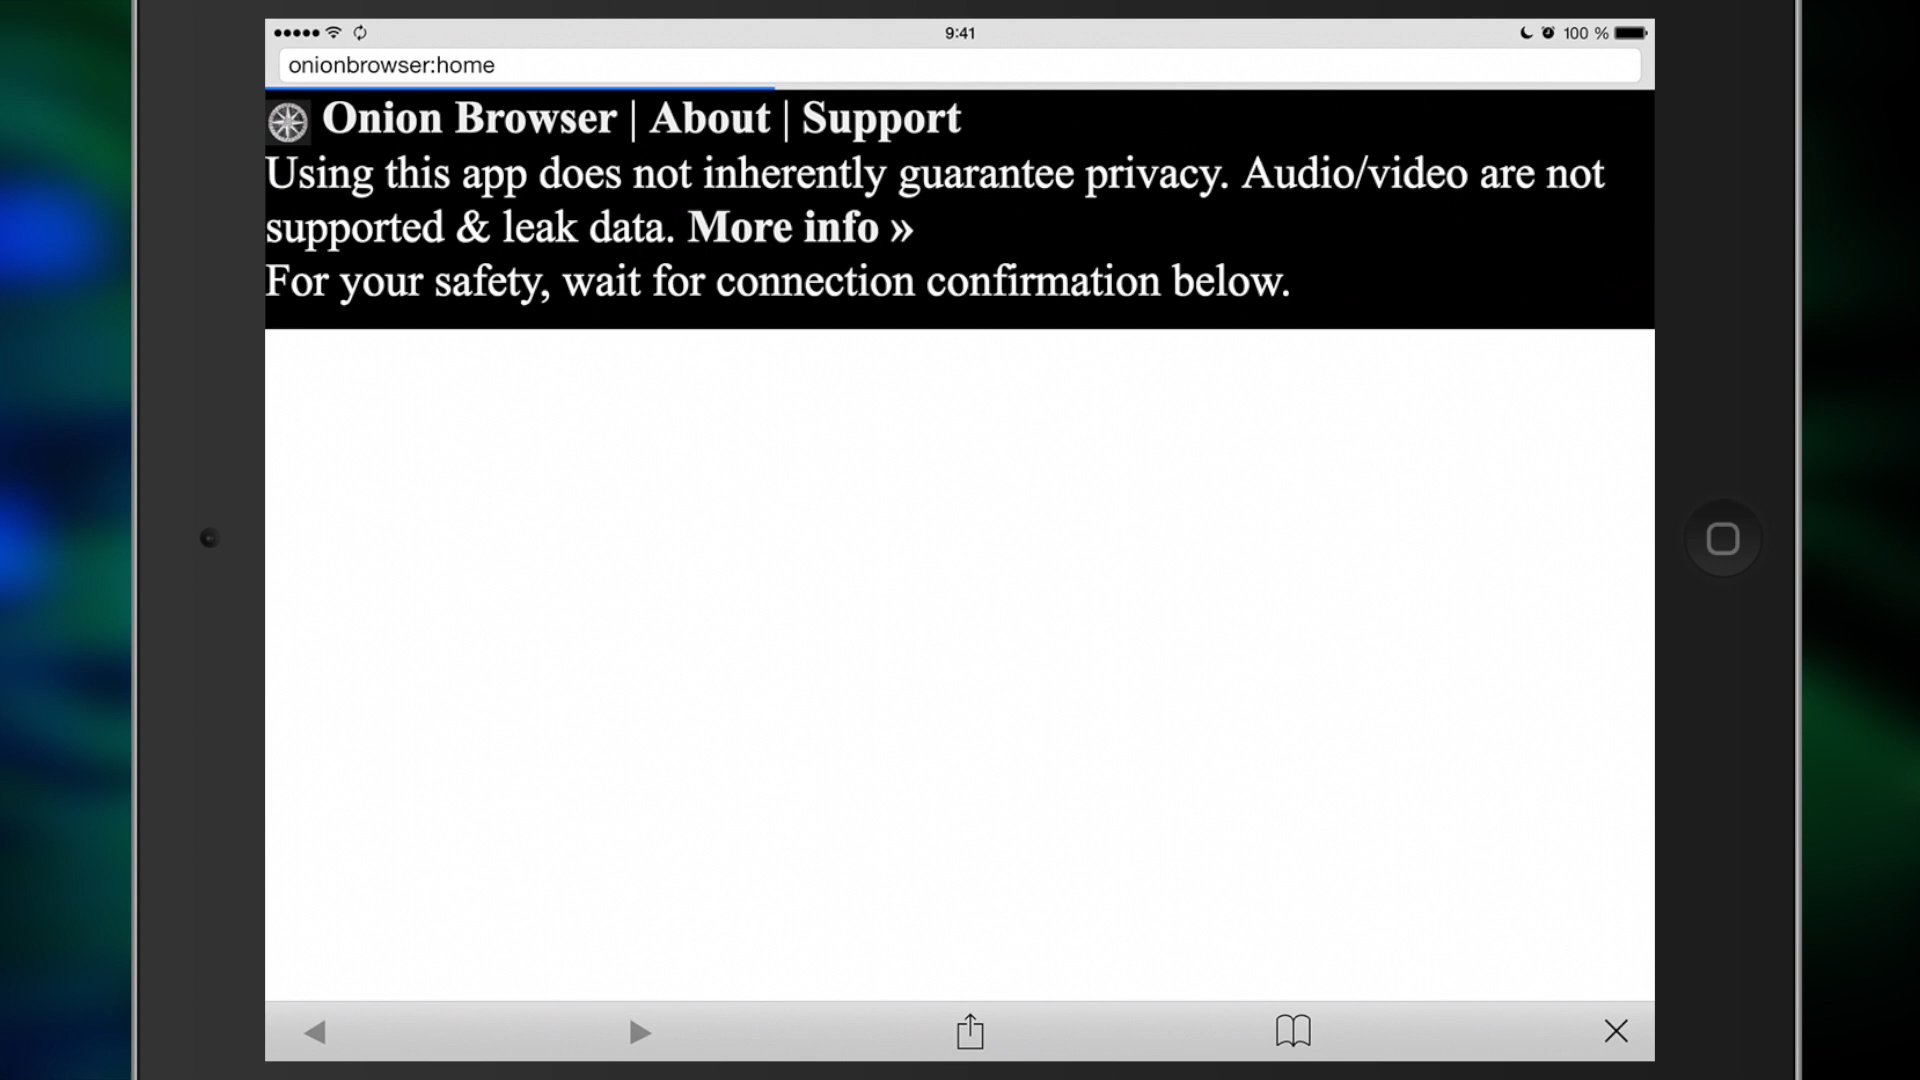 9:41
100 %
onionbrowser:home
Onion Browser | About | Support
Using this app does not inherently guarantee privacy. Audio/video are not
supported & leak data. More info »
For your safety, wait for connection confirmation below.